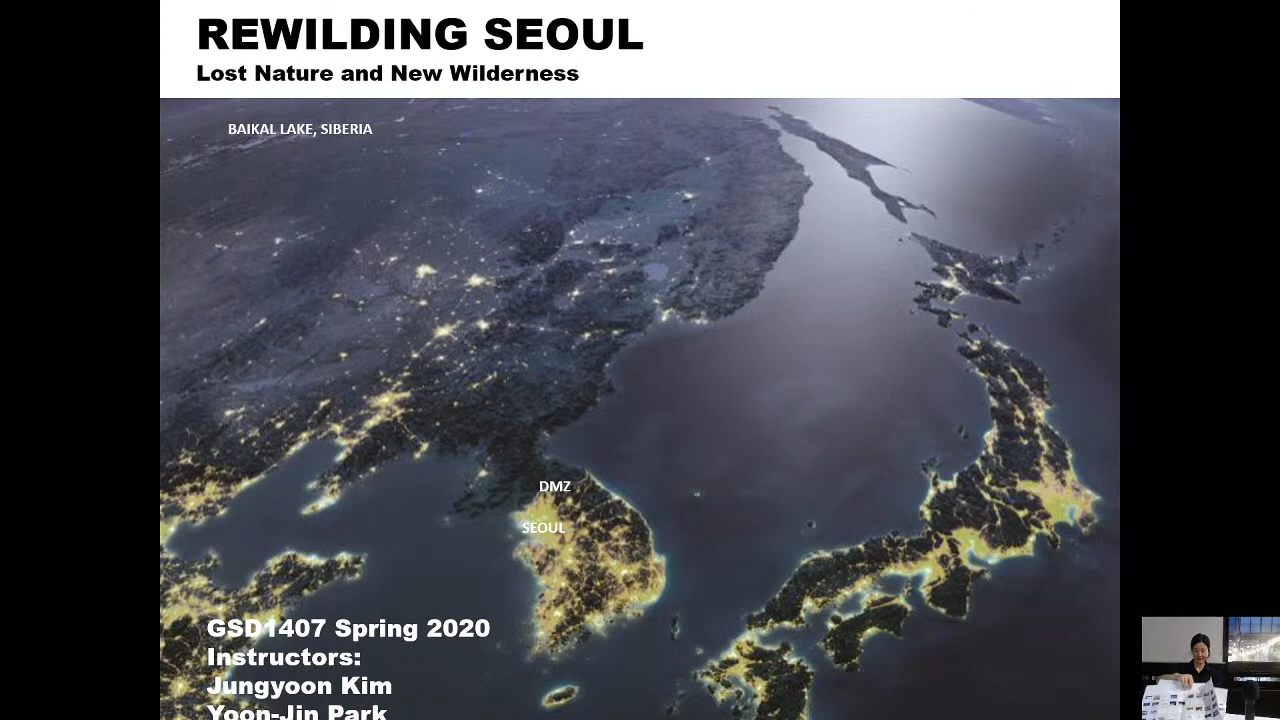 REWILDING SEOUL
Lost Nature and New Wilderness
BAIKAL LAKE, SIBERIA
DMZ
SEOUL
GSD1407 Spring 2020
Instructors:
Jungyoon Kim
Yoon-Jin Park